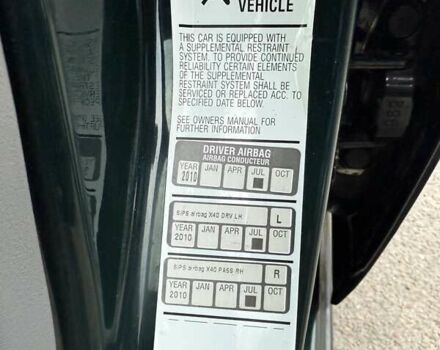 VEHICLE
THIS CAR IS EQUIPPED WITH
A SUPPLEMENTAL RESTRAINT
SYSTEM. TO PROVIDE CONTINUED
RELIABILITY CERTAIN ELEMENTS
OF THE SUPPLEMENTAL
RESTRAINT SYSTEM SHALL BE
SERVICED OR REPLACED ACC. TO
SPECIFIED DATE BELOW.
SEE OWNERS MANUAL FOR
FURTHER INFORMATION
DRIVER AIRBAG
AIRBAG CONDUCTEUR
YEAR JAN APR JUL OCT
2010
SIPS airbag X40 DRV LH L
YEAR JAN APR JUL OCT
2010
SIPS airbag X40 PASS RH R
YEAR JAN APR JUL OCT
2010